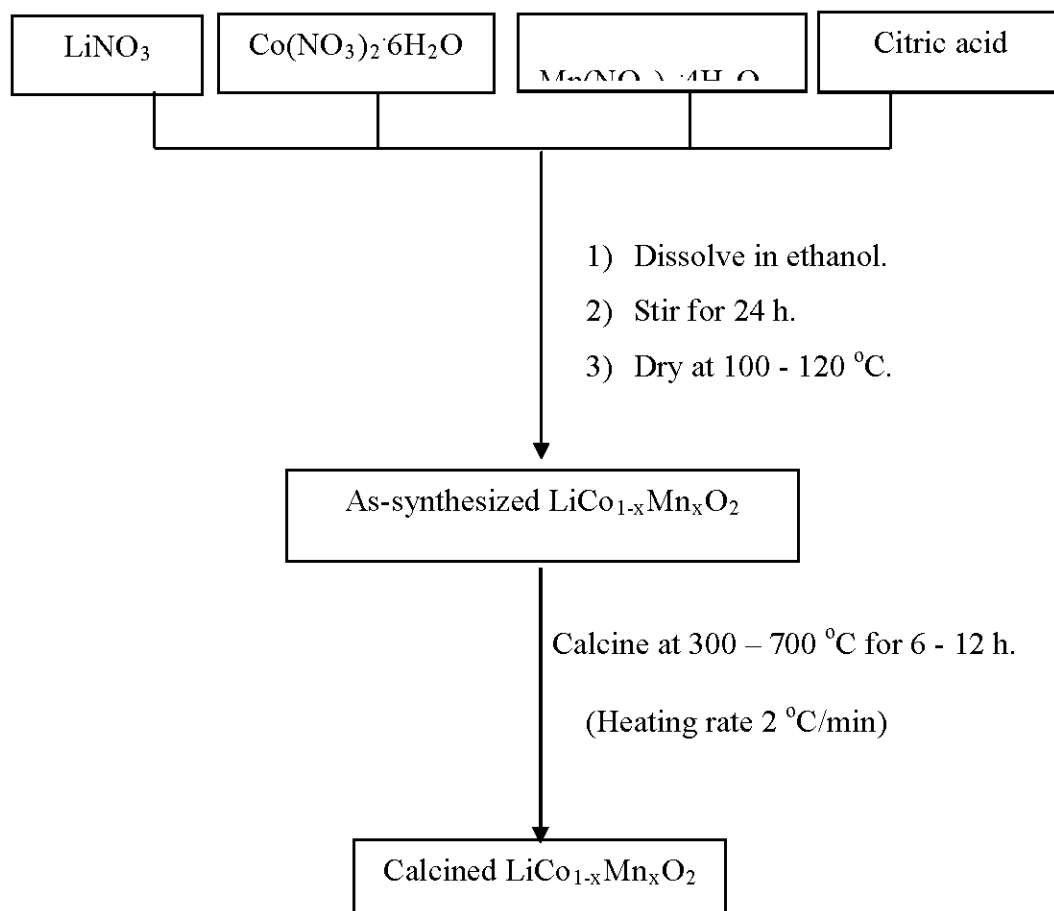 LiNO₃
Co(NO₃)₂·6H₂O
Citric acid
1) Dissolve in ethanol.
2) Stir for 24 h.
3) Dry at 100 - 120 °C.
As-synthesized LiCo₁₋ₓMnₓO₂
Calcine at 300 – 700 °C for 6 - 12 h.
(Heating rate 2 °C/min)
Calcined LiCo₁₋ₓMnₓO₂